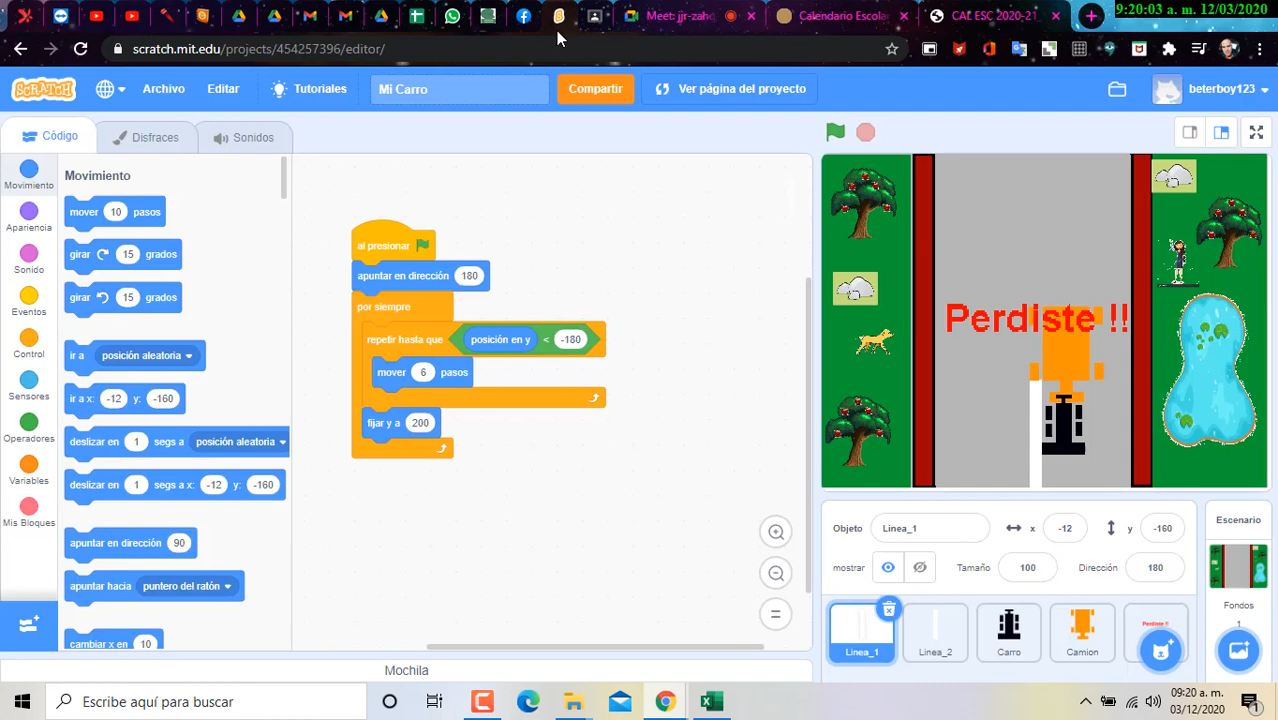 9:20:03 a. m. 12/03/2020
Meet: jjr-zaho
Calendario Escola
CAL ESC 2020-21
scratch.mit.edu/projects/454257396/editor/
SCRATCH
Archivo
Editar
Tutoriales
Mi Carro
Compartir
Ver página del proyecto
beterboy123
Código
Disfraces
Sonidos
Movimiento
Apariencia
Sonido
Eventos
Control
Sensores
Operadores
Variables
Mis Bloques
Movimiento
mover 10 pasos
girar 15 grados
girar 15 grados
ir a posición aleatoria
ir a x: -12 y: -160
deslizar en 1 segs a posición aleatoria
deslizar en 1 segs a x: -12 y: -160
apuntar en dirección 90
apuntar hacia puntero del ratón
cambiar x en 10
al presionar
apuntar en dirección 180
por siempre
repetir hasta que posición en y < -180
mover 6 pasos
fijar y a 200
Perdiste !!
Objeto Linea_1 x -12 y -160
mostrar Tamaño 100 Dirección 180
Linea_1
Linea_2
Carro
Camion
Perdiste !!
Escenario
Fondos
1
Mochila
Escribe aquí para buscar
09:20 a. m.
03/12/2020
1